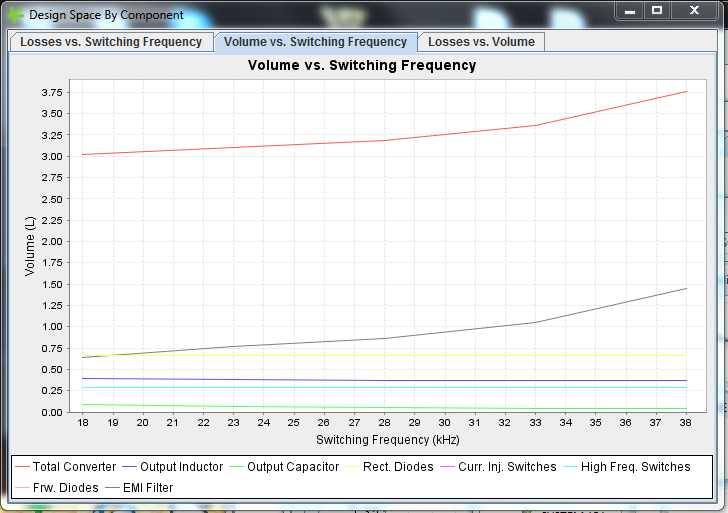 Design Space By Component
Losses vs. Switching Frequency Volume vs. Switching Frequency Losses vs. Volume
Volume vs. Switching Frequency
3.75
3.50
3.25
3.00
2.75
2.50
2.25
2.00
1.75
1.50
1.25
1.00
0.75
0.50
0.25
0.00
Volume (L)
18 19 20 21 22 23 24 25 26 27 28 29 30 31 32 33 34 35 36 37 38
Switching Frequency (kHz)
Total Converter Output Inductor Output Capacitor Rect. Diodes Curr. Inj. Switches High Freq. Switches
Frw. Diodes EMI Filter